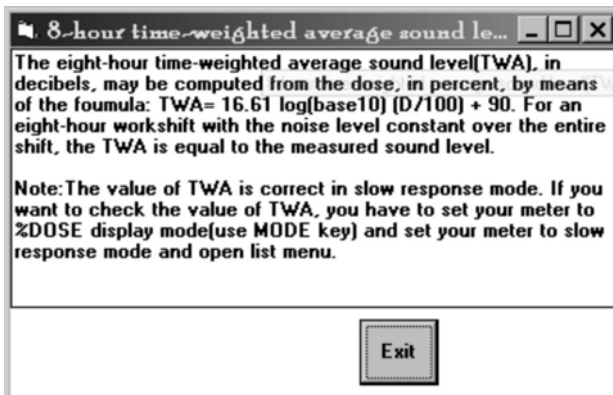 8-hour time-weighted average sound le...
The eight-hour time-weighted average sound level(TWA), in
decibels, may be computed from the dose, in percent, by means
of the foumula: TWA= 16.61 log(base10) (D/100) + 90. For an
eight-hour workshift with the noise level constant over the entire
shift, the TWA is equal to the measured sound level.
Note:The value of TWA is correct in slow response mode. If you
want to check the value of TWA, you have to set your meter to
%DOSE display mode(use MODE key) and set your meter to slow
response mode and open list menu.
Exit